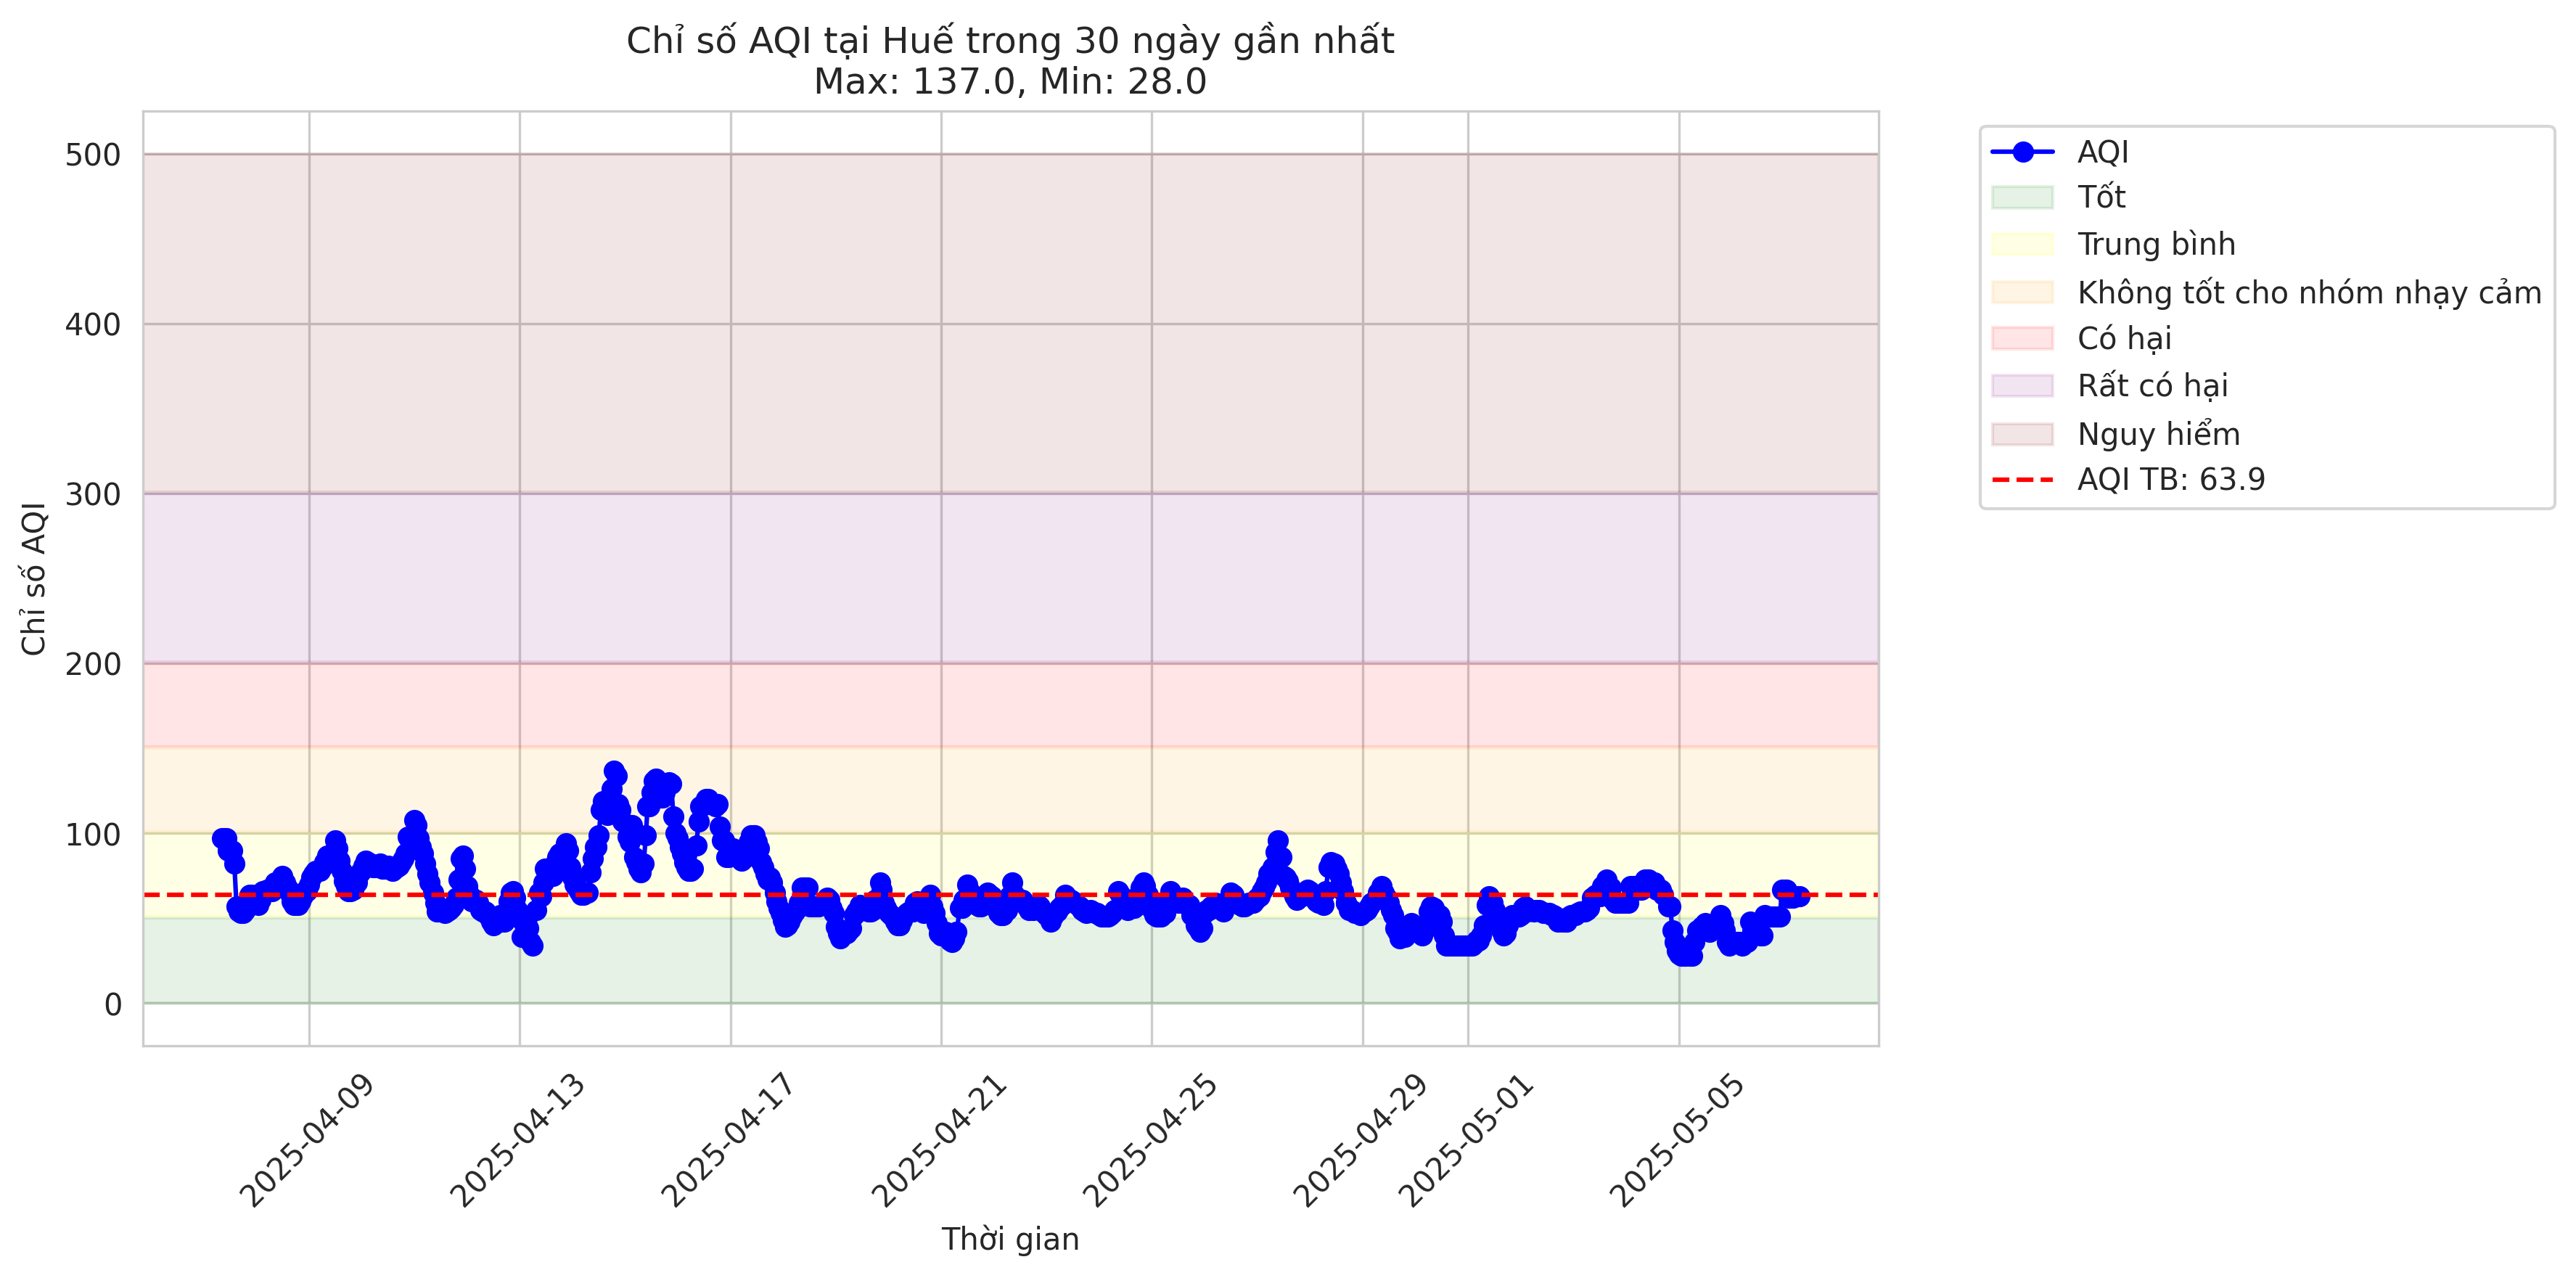 Chỉ số AQI tại Huế trong 30 ngày gần nhất
Max: 137.0, Min: 28.0
Chỉ số AQI
500
400
300
200
100
0
2025-04-09
2025-04-13
2025-04-17
2025-04-21
2025-04-25
2025-04-29
2025-05-01
2025-05-05
Thời gian
AQI
Tốt
Trung bình
Không tốt cho nhóm nhạy cảm
Có hại
Rất có hại
Nguy hiểm
AQI TB: 63.9